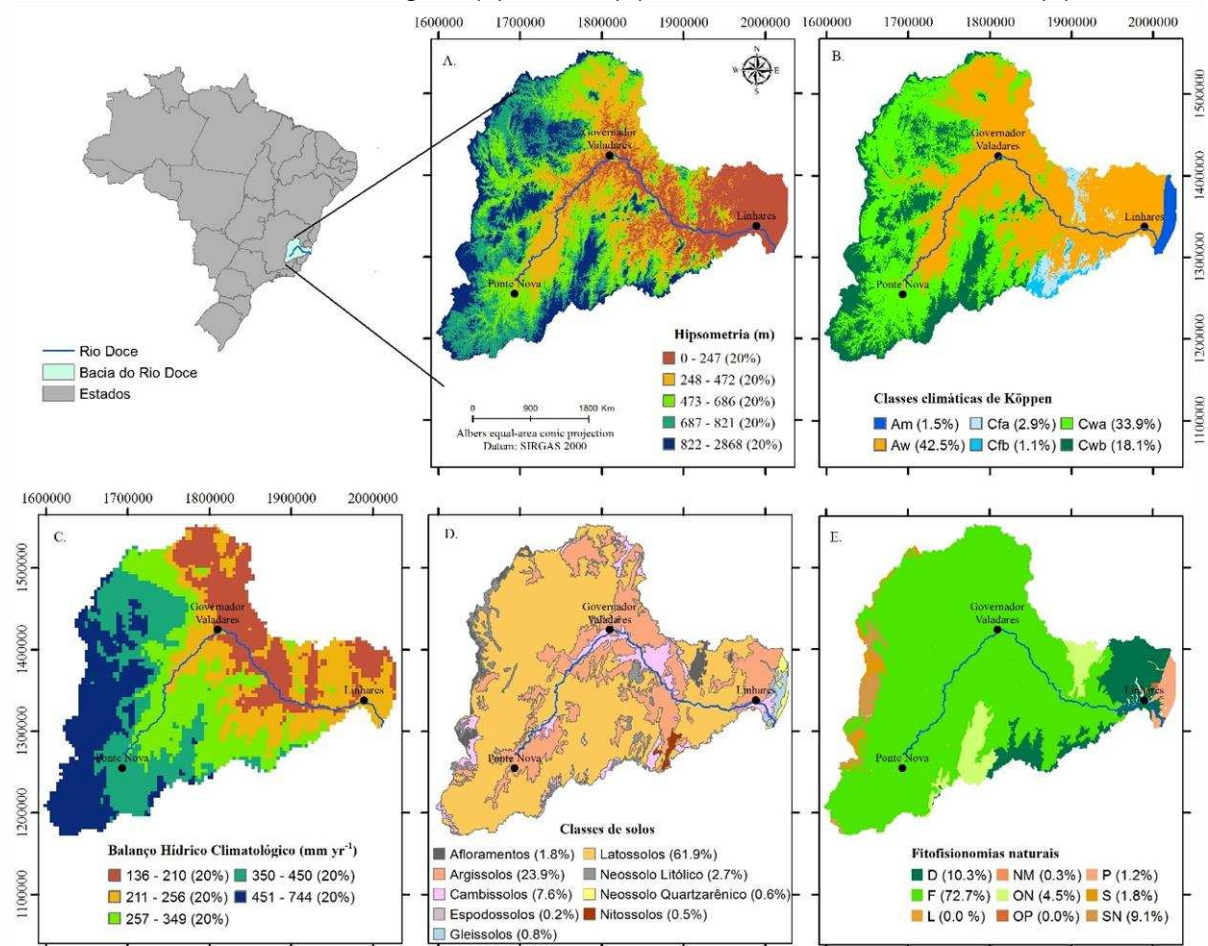 1600000 1700000 1800000 1900000 2000000
1600000 1700000 1800000 1900000 2000000
A.
N
W E
S
Governador
Valadares
Linhares
Ponte Nova
Hipsometria (m)
0 - 247 (20%)
248 - 472 (20%)
473 - 686 (20%)
687 - 821 (20%)
822 - 2868 (20%)
0 900 1800 Km
Albers equal-area conic projection
Datum: SIRGAS 2000
Rio Doce
Bacia do Rio Doce
Estados
B.
Governador
Valadares
Linhares
Ponte Nova
Classes climáticas de Köppen
Am (1.5%) Cfa (2.9%) Cwa (33.9%)
Aw (42.5%) Cfb (1.1%) Cwb (18.1%)
1500000
1400000
1300000
1200000
1100000
1600000 1700000 1800000 1900000 2000000
1500000
1400000
1300000
1200000
1100000
C.
Governador
Valadares
Linhares
Ponte Nova
Balanço Hídrico Climatológico (mm yr-1)
136 - 210 (20%) 350 - 450 (20%)
211 - 256 (20%) 451 - 744 (20%)
257 - 349 (20%)
D.
Governador
Valadares
Linhares
Ponte Nova
Classes de solos
Afloramentos (1.8%) Latossolos (61.9%)
Argissolos (23.9%) Neossolo Litólico (2.7%)
Cambissolos (7.6%) Neossolo Quartzarênico (0.6%)
Espodossolos (0.2%) Nitossolos (0.5%)
Gleissolos (0.8%)
E.
Governador
Valadares
Linhares
Ponte Nova
Fitofisionomias naturais
D (10.3%) NM (0.3%) P (1.2%)
F (72.7%) ON (4.5%) S (1.8%)
L (0.0 %) OP (0.0%) SN (9.1%)